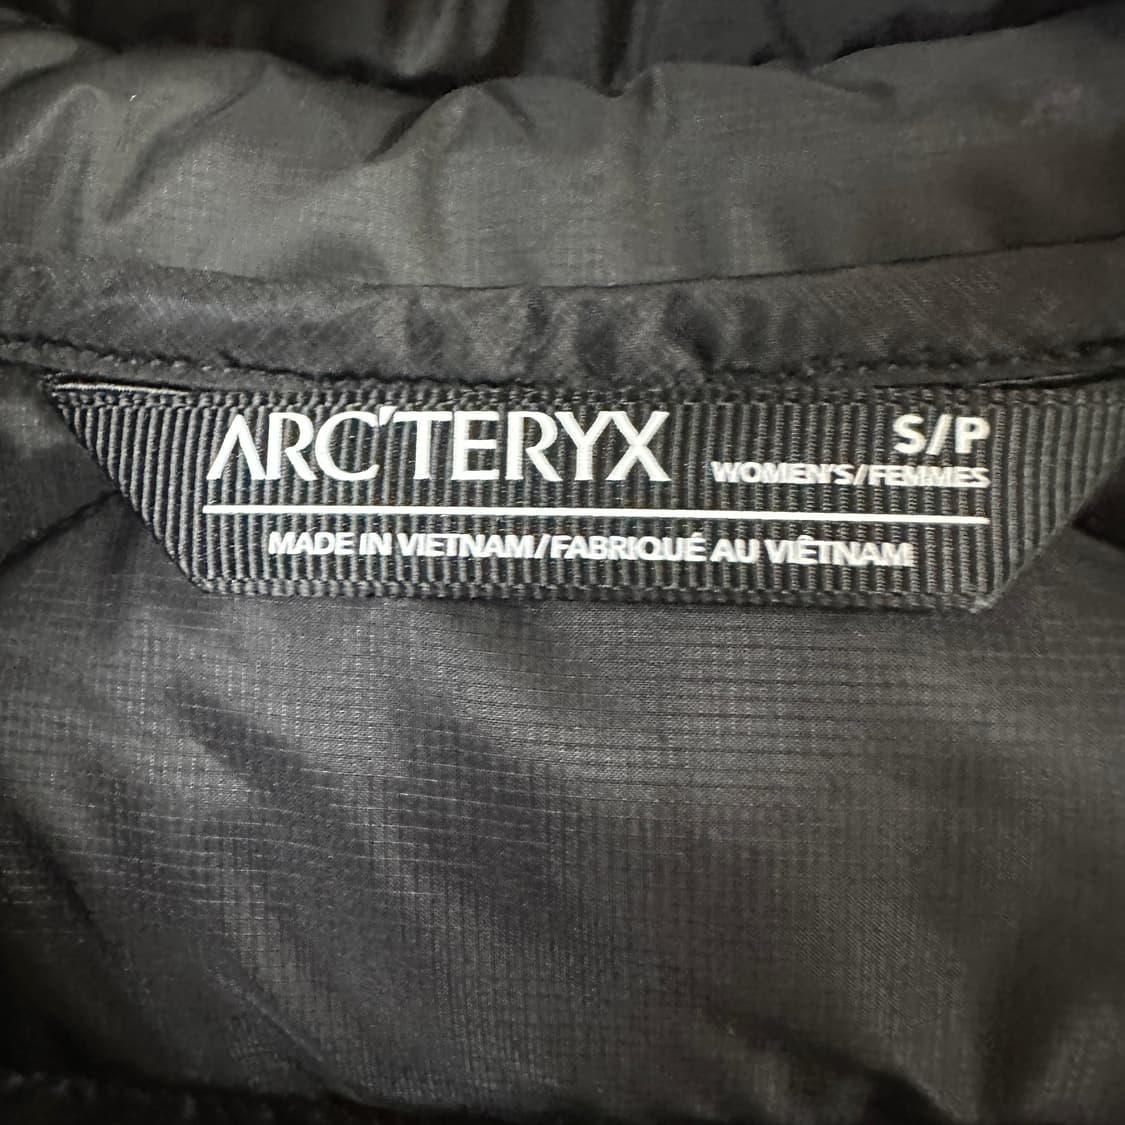 ARC'TERYX
S/P
WOMEN'S/FEMMES
MADE IN VIETNAM/FABRIQUÉ AU VIÊTNAM